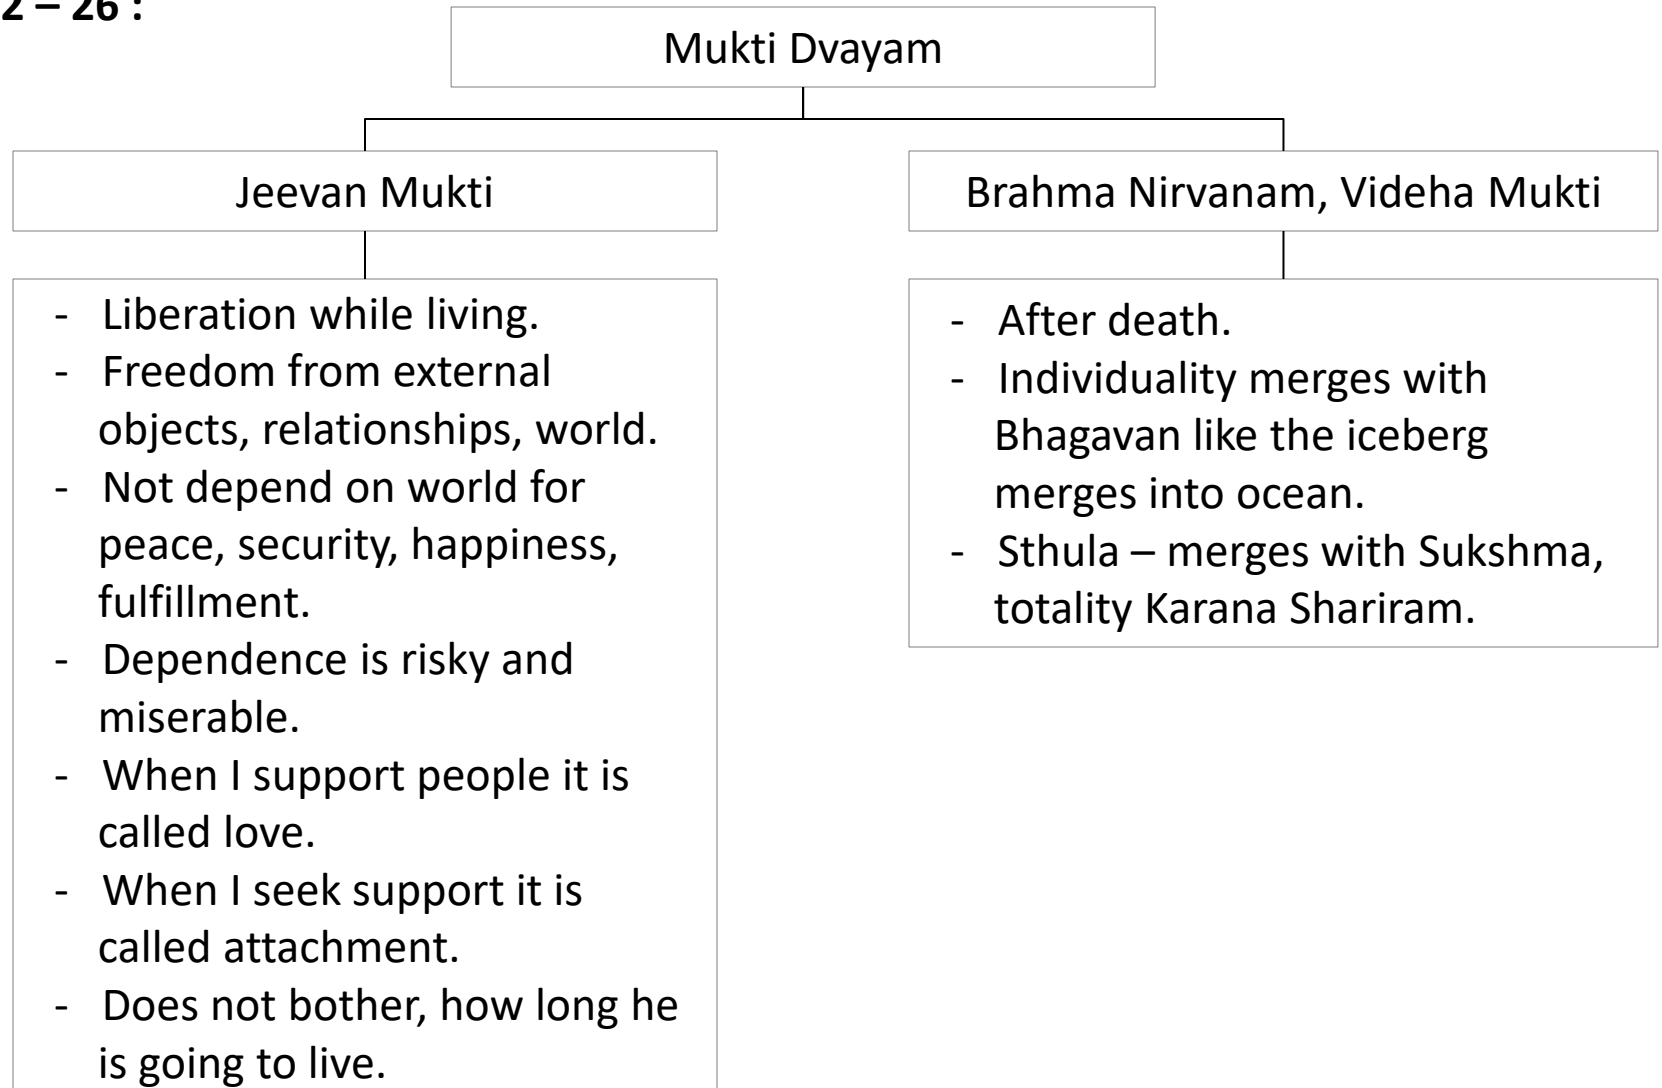 2 – 26 :
Mukti Dvayam
Jeevan Mukti
- Liberation while living.
- Freedom from external
objects, relationships, world.
- Not depend on world for
peace, security, happiness,
fulfillment.
- Dependence is risky and
miserable.
- When I support people it is
called love.
- When I seek support it is
called attachment.
- Does not bother, how long he
is going to live.
Brahma Nirvanam, Videha Mukti
- After death.
- Individuality merges with
Bhagavan like the iceberg
merges into ocean.
- Sthula – merges with Sukshma,
totality Karana Shariram.